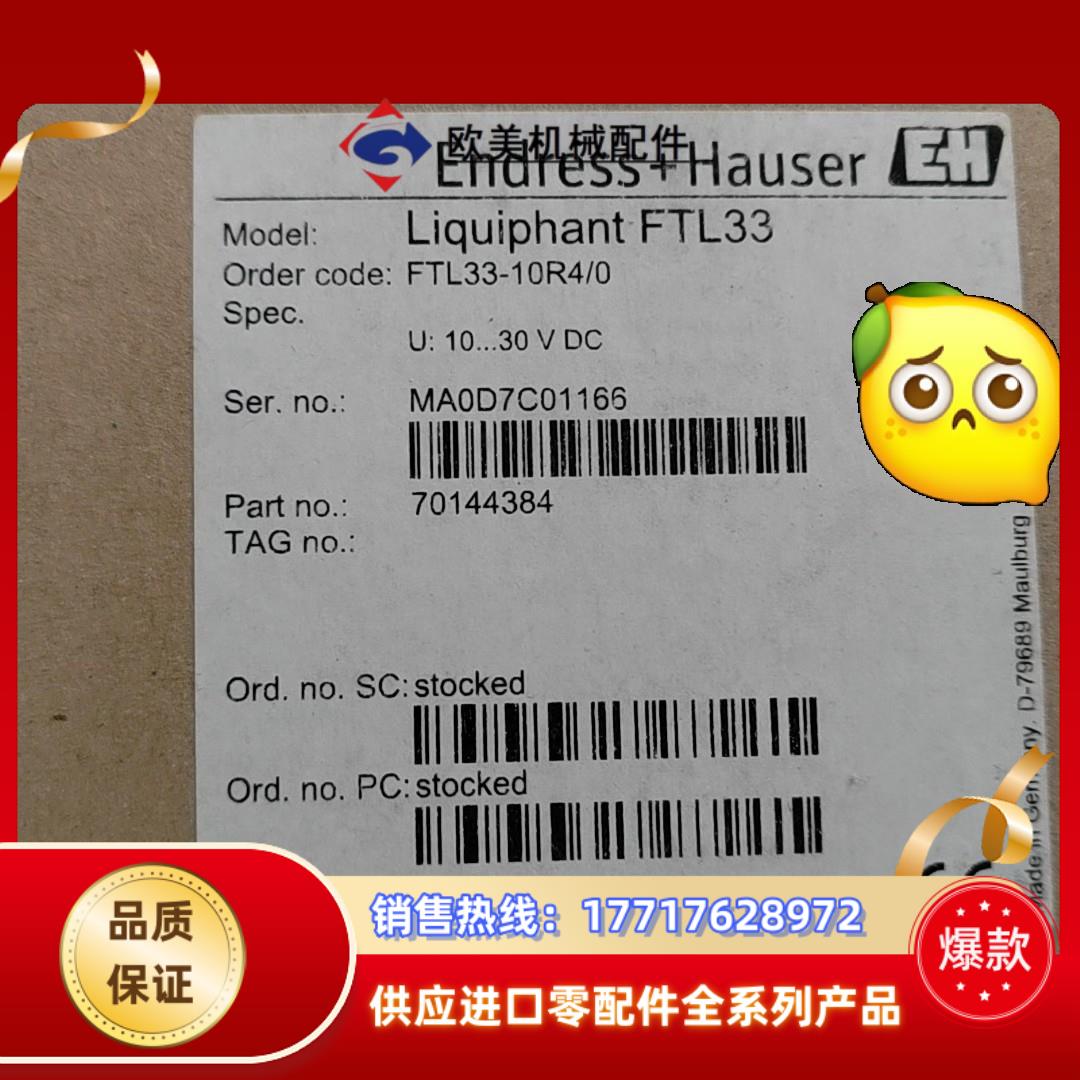 欧美机械配件
Endress+Hauser EH
Model: Liquiphant FTL33
Order code: FTL33-10R4/0
Spec.
U: 10...30 V DC
Ser. no.: MA0D7C01166
Part no.: 70144384
TAG no.:
Ord. no. SC: stocked
Ord. no. PC: stocked
D-79689 Maulburg
品质
保证
销售热线：17717628972
供应进口零配件全系列产品
爆款